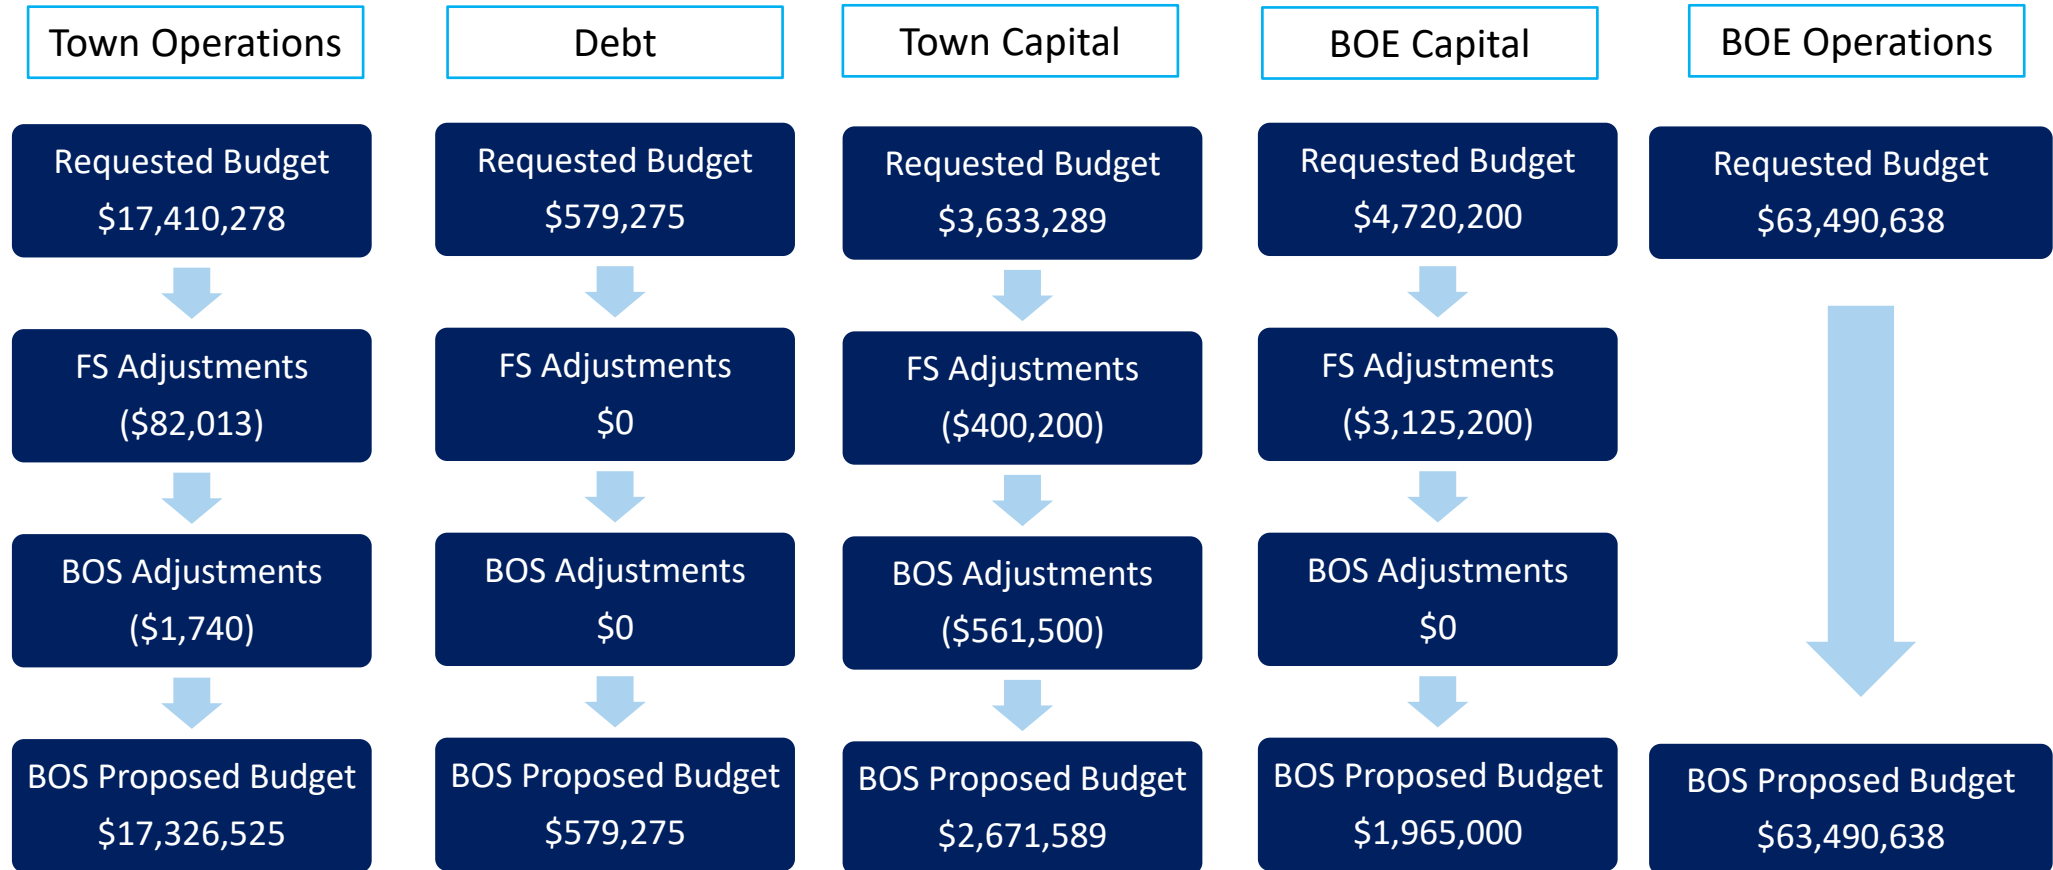 Town Operations
Requested Budget
$17,410,278
FS Adjustments
($82,013)
BOS Adjustments
($1,740)
BOS Proposed Budget
$17,326,525
Debt
Requested Budget
$579,275
FS Adjustments
$0
BOS Adjustments
$0
BOS Proposed Budget
$579,275
Town Capital
Requested Budget
$3,633,289
FS Adjustments
($400,200)
BOS Adjustments
($561,500)
BOS Proposed Budget
$2,671,589
BOE Capital
Requested Budget
$4,720,200
FS Adjustments
($3,125,200)
BOS Adjustments
$0
BOS Proposed Budget
$1,965,000
BOE Operations
Requested Budget
$63,490,638
BOS Proposed Budget
$63,490,638